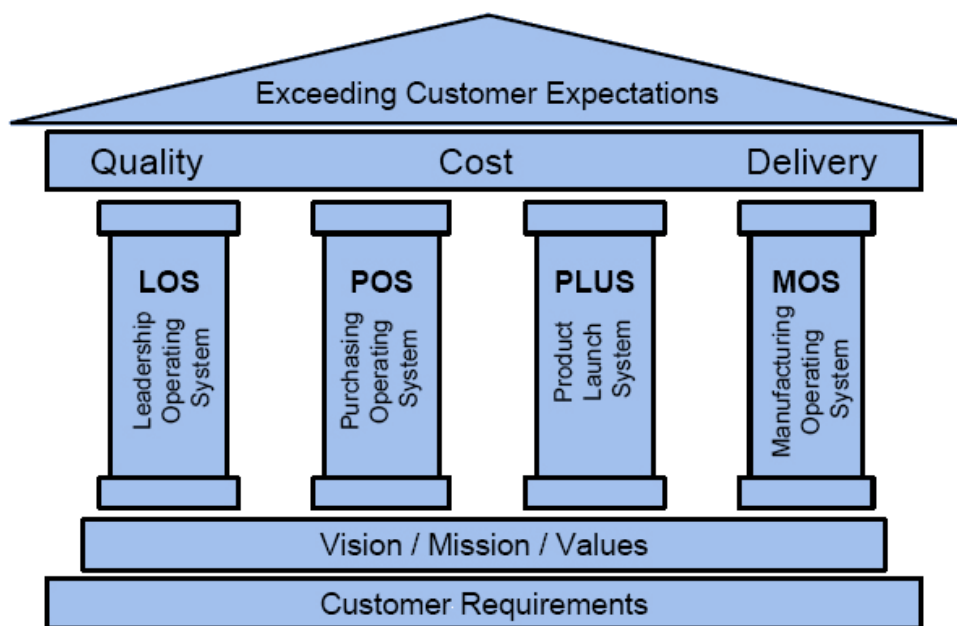 Exceeding Customer Expectations
Quality Cost Delivery
LOS
Leadership
Operating
System
POS
Purchasing
Operating
System
PLUS
Product
Launch
System
MOS
Manufacturing
Operating
System
Vision / Mission / Values
Customer Requirements